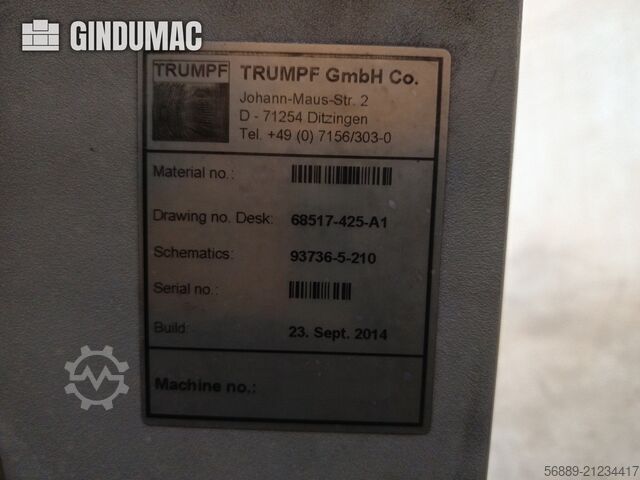 GINDUMAC
TRUMPF
TRUMPF GmbH Co.
Johann-Maus-Str. 2
D - 71254 Ditzingen
Tel. +49 (0) 7156/303-0
Material no.:
Drawing no. Desk: 68517-425-A1
Schematics: 93736-5-210
Serial no.:
Build: 23. Sept. 2014
Machine no.:
56889-21234417